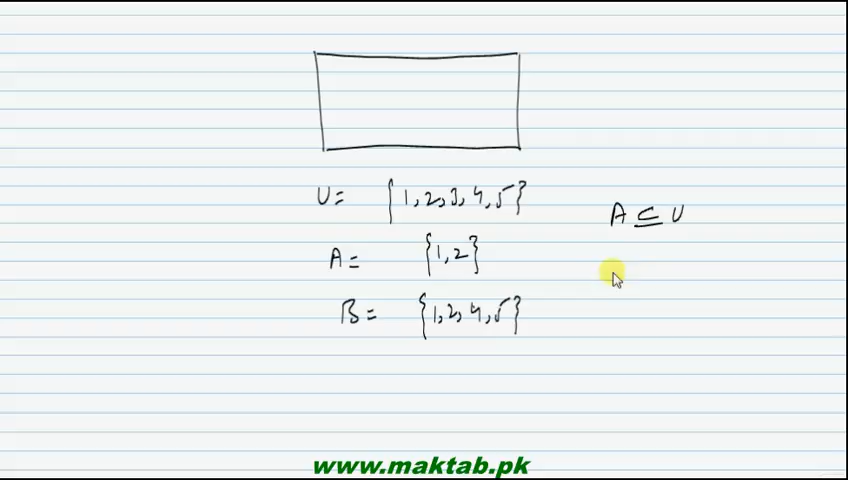 U = {1,2,3,4,5}
A ⊆ U
A = {1,2}
B = {1,2,4,5}
www.maktab.pk